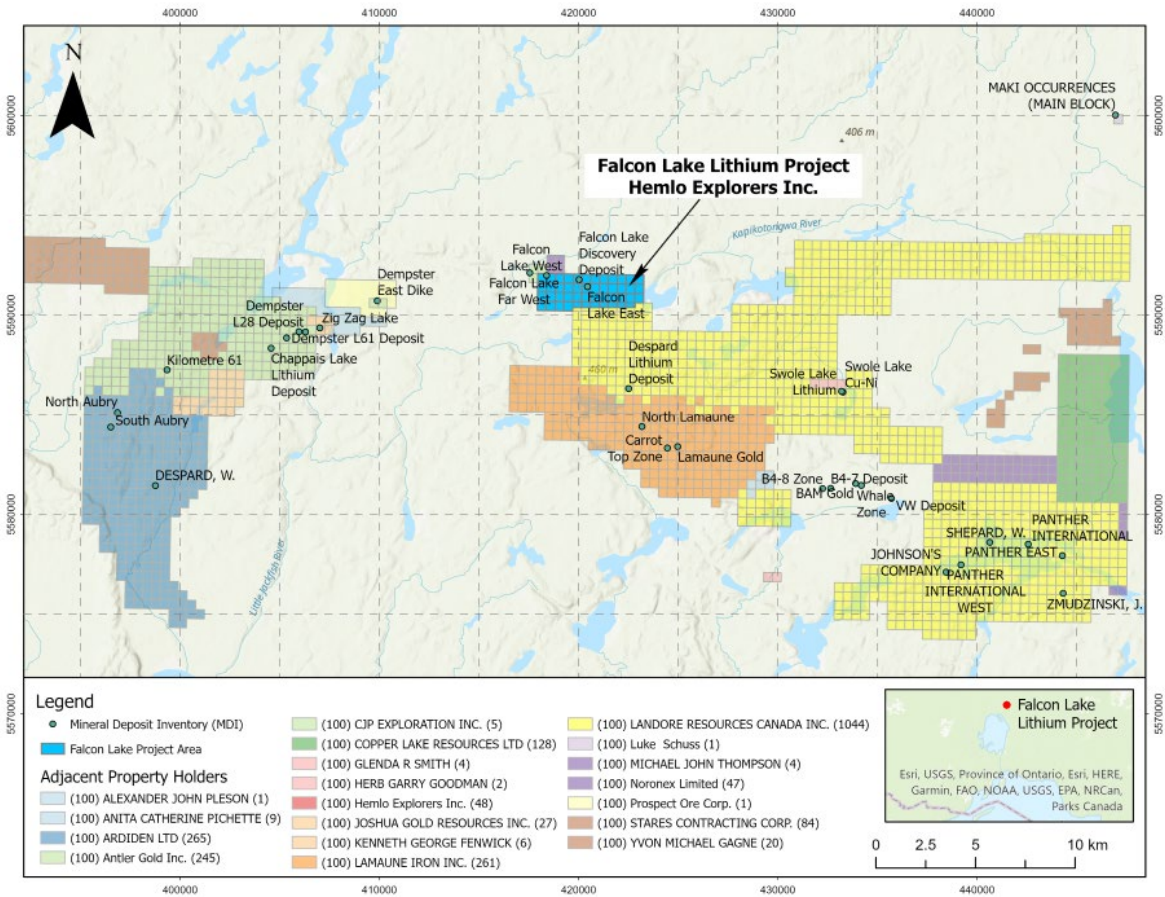 400000
410000
420000
430000
440000
N
MAKI OCCURRENCES
(MAIN BLOCK)
5600000
5600000
406 m
Falcon Lake Lithium Project
Hemlo Explorers Inc.
Kapikotongwa River
Falcon
Lake West
Falcon Lake
Far West
Falcon Lake
Discovery
Deposit
Falcon
Lake East
Dempster
East Dike
Dempster
L28 Deposit
Zig Zag Lake
Dempster L61 Deposit
5590000
5590000
Chappais Lake
Lithium
Deposit
Kilometre 61
Despard
Lithium
Deposit
460 m
Swole Lake
Lithium
Swole Lake
Cu-Ni
North Aubry
South Aubry
North Lamaune
Carrot
Top Zone
Lamaune Gold
DESPARD, W.
B4-8 Zone
B4-7 Deposit
BAM Gold
Whale
Zone
VW Deposit
5580000
5580000
SHEPARD, W.
PANTHER
INTERNATIONAL
PANTHER EAST
JOHNSON'S
COMPANY
PANTHER
INTERNATIONAL
WEST
ZMUDZINSKI, J.
Little Jackfish River
5570000
5570000
Legend
Mineral Deposit Inventory (MDI)
Falcon Lake Project Area
Adjacent Property Holders
(100) ALEXANDER JOHN PLESON (1)
(100) ANITA CATHERINE PICHETTE (9)
(100) ARDIDEN LTD (265)
(100) Antler Gold Inc. (245)
(100) CJP EXPLORATION INC. (5)
(100) COPPER LAKE RESOURCES LTD (128)
(100) GLENDA R SMITH (4)
(100) HERB GARRY GOODMAN (2)
(100) Hemlo Explorers Inc. (48)
(100) JOSHUA GOLD RESOURCES INC. (27)
(100) KENNETH GEORGE FENWICK (6)
(100) LAMAUNE IRON INC. (261)
(100) LANDORE RESOURCES CANADA INC. (1044)
(100) Luke Schuss (1)
(100) MICHAEL JOHN THOMPSON (4)
(100) Noronex Limited (47)
(100) Prospect Ore Corp. (1)
(100) STARES CONTRACTING CORP. (84)
(100) YVON MICHAEL GAGNE (20)
Falcon Lake
Lithium Project
Esri, USGS, Province of Ontario, Esri, HERE,
Garmin, FAO, NOAA, USGS, EPA, NRCan,
Parks Canada
0 2.5 5 10 km
400000
410000
420000
430000
440000